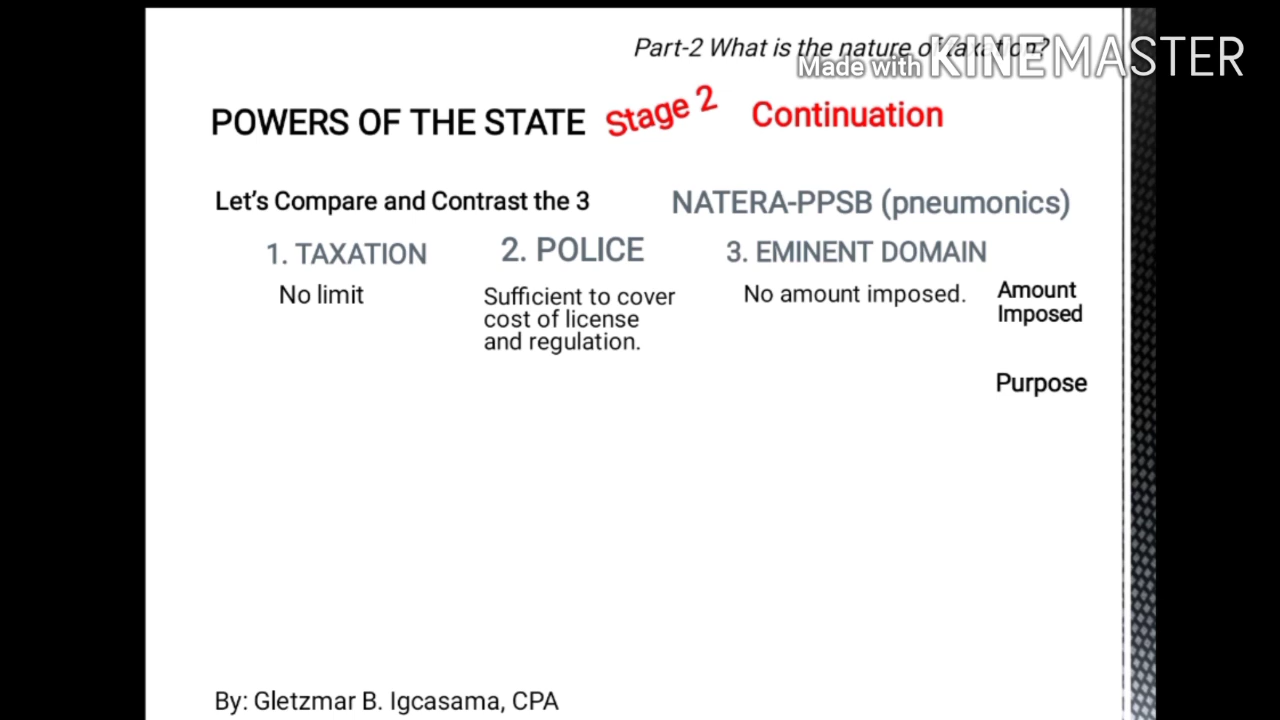 Part-2 What is the nature of taxation?
Made with KINEMASTER
POWERS OF THE STATE Stage 2 Continuation
Let's Compare and Contrast the 3 NATERA-PPSB (pneumonics)
1. TAXATION 2. POLICE 3. EMINENT DOMAIN
No limit Sufficient to cover No amount imposed. Amount
cost of license Imposed
and regulation.
Purpose
By: Gletzmar B. Igcasama, CPA